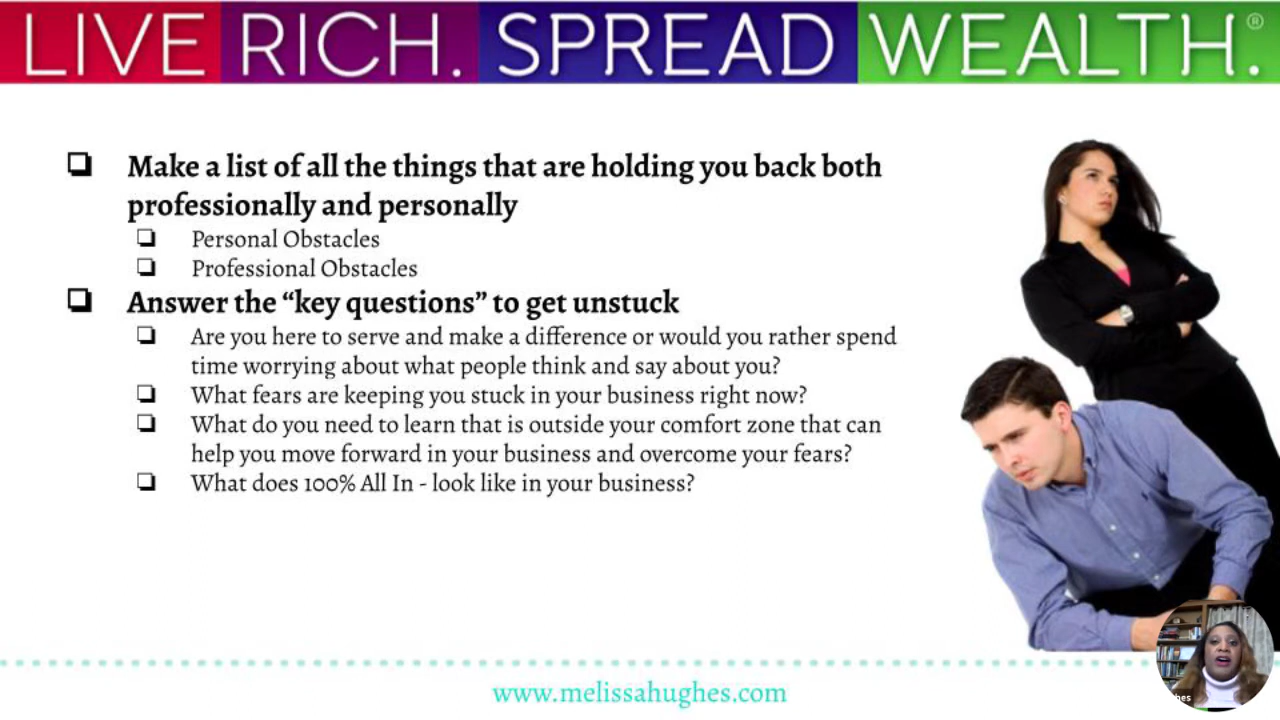 LIVE RICH. SPREAD WEALTH.®
❏ Make a list of all the things that are holding you back both
professionally and personally
❏ Personal Obstacles
❏ Professional Obstacles
❏ Answer the “key questions” to get unstuck
❏ Are you here to serve and make a difference or would you rather spend
time worrying about what people think and say about you?
❏ What fears are keeping you stuck in your business right now?
❏ What do you need to learn that is outside your comfort zone that can
help you move forward in your business and overcome your fears?
❏ What does 100% All In - look like in your business?
hes
www.melissahughes.com